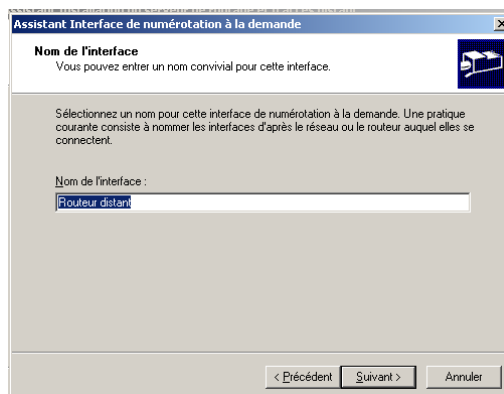 Assistant Interface de numérotation à la demande
Nom de l'interface
Vous pouvez entrer un nom convivial pour cette interface.
Sélectionnez un nom pour cette interface de numérotation à la demande. Une pratique
courante consiste à nommer les interfaces d'après le réseau ou le routeur auquel elles se
connectent.
Nom de l'interface :
Routeur distant
< Précédent
Suivant >
Annuler